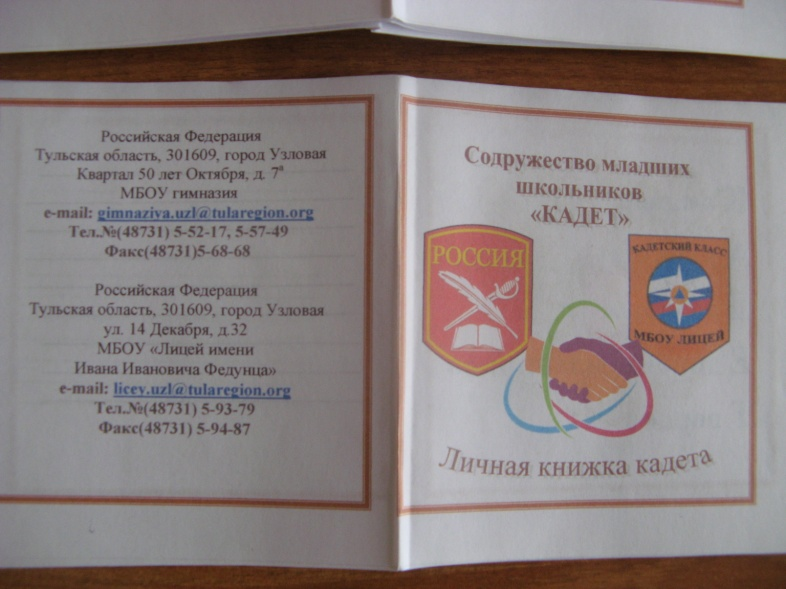 Российская Федерация
Тульская область, 301609, город Узловая
Квартал 50 лет Октября, д. 7ª
МБОУ гимназия
e-mail: gimnaziya.uzl@tularegion.org
Тел.№(48731) 5-52-17, 5-57-49
Факс(48731)5-68-68
Российская Федерация
Тульская область, 301609, город Узловая
ул. 14 Декабря, д.32
МБОУ «Лицей имени
Ивана Ивановича Федунца»
e-mail: licey.uzl@tularegion.org
Тел.№(48731) 5-93-79
Факс(48731) 5-94-87
Содружество младших
школьников
«КАДЕТ»
РОССИЯ
КАДЕТСКИЙ КЛАСС
МБОУ ЛИЦЕЙ
Личная книжка кадета